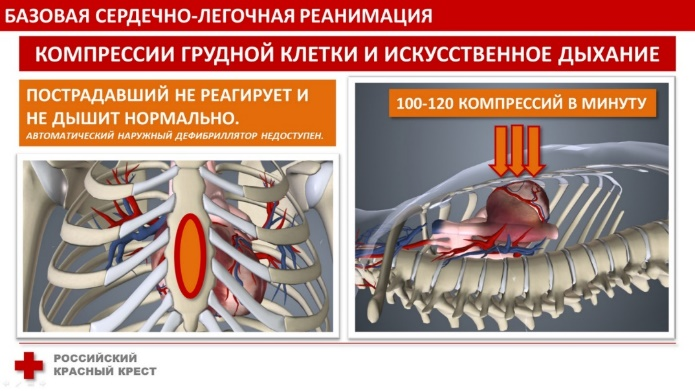 БАЗОВАЯ СЕРДЕЧНО-ЛЕГОЧНАЯ РЕАНИМАЦИЯ
КОМПРЕССИИ ГРУДНОЙ КЛЕТКИ И ИСКУССТВЕННОЕ ДЫХАНИЕ
ПОСТРАДАВШИЙ НЕ РЕАГИРУЕТ И
НЕ ДЫШИТ НОРМАЛЬНО.
АВТОМАТИЧЕСКИЙ НАРУЖНЫЙ ДЕФИБРИЛЛЯТОР НЕДОСТУПЕН.
100-120 КОМПРЕССИЙ В МИНУТУ
РОССИЙСКИЙ
КРАСНЫЙ КРЕСТ